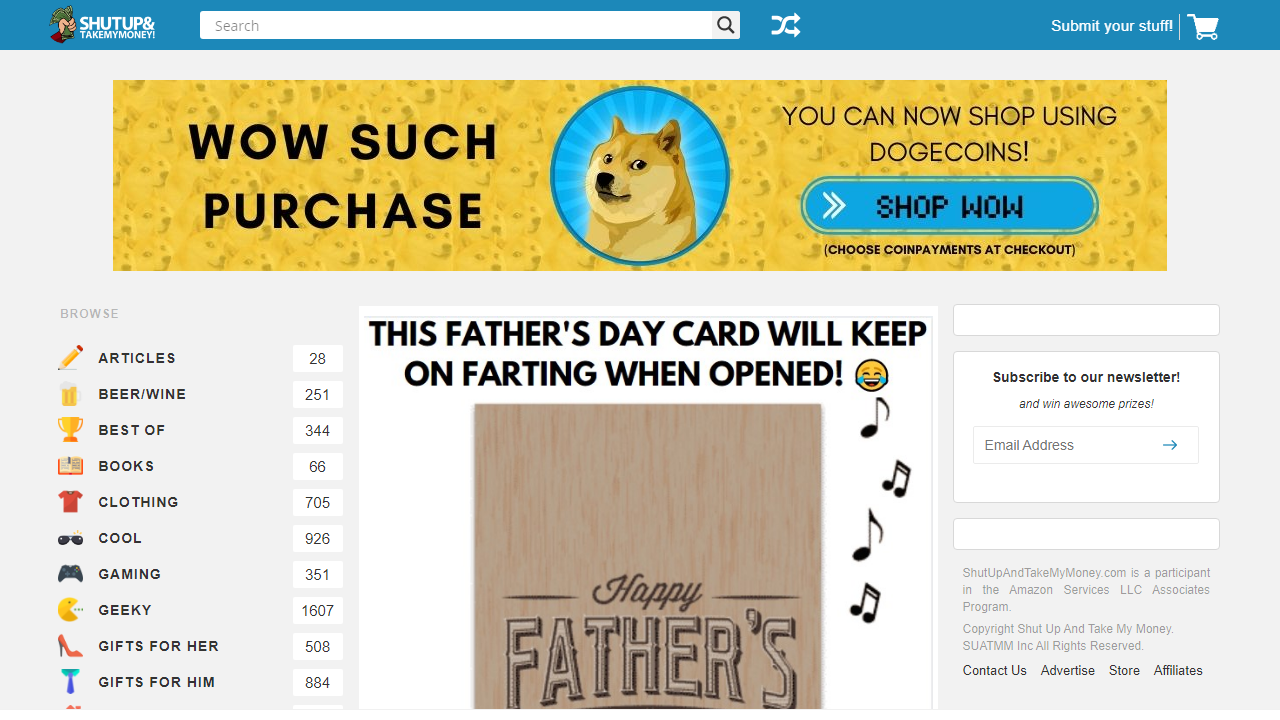 SHUTUP&
TAKEMYMONEY!
Search
Submit your stuff!
WOW SUCH
PURCHASE
YOU CAN NOW SHOP USING
DOGECOINS!
SHOP WOW
(CHOOSE COINPAYMENTS AT CHECKOUT)
BROWSE
ARTICLES 28
BEER/WINE 251
BEST OF 344
BOOKS 66
CLOTHING 705
COOL 926
GAMING 351
GEEKY 1607
GIFTS FOR HER 508
GIFTS FOR HIM 884
THIS FATHER'S DAY CARD WILL KEEP
ON FARTING WHEN OPENED! 😂
Happy
FATHER'S
Subscribe to our newsletter!
and win awesome prizes!
Email Address
ShutUpAndTakeMyMoney.com is a participant
in the Amazon Services LLC Associates
Program.
Copyright Shut Up And Take My Money.
SUATMM Inc All Rights Reserved.
Contact Us Advertise Store Affiliates